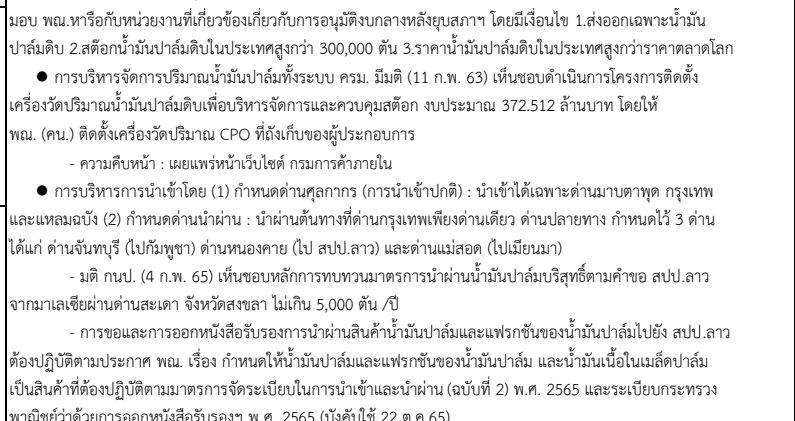 มอบ พณ.หารือกับหน่วยงานที่เกี่ยวข้องเกี่ยวกับการอนุมัติงบกลางหลังยุบสภาฯ โดยมีเงื่อนไข 1.ส่งออกเฉพาะน้ำมัน
ปาล์มดิบ 2.สต๊อกน้ำมันปาล์มดิบในประเทศสูงกว่า 300,000 ตัน 3.ราคาน้ำมันปาล์มดิบในประเทศสูงกว่าราคาตลาดโลก
● การบริหารจัดการปริมาณน้ำมันปาล์มทั้งระบบ ครม. มีมติ (11 ก.พ. 63) เห็นชอบดำเนินการโครงการติดตั้ง
เครื่องวัดปริมาณน้ำมันปาล์มดิบเพื่อบริหารจัดการและควบคุมสต๊อก งบประมาณ 372.512 ล้านบาท โดยให้
พณ. (คน.) ติดตั้งเครื่องวัดปริมาณ CPO ที่ถังเก็บของผู้ประกอบการ
- ความคืบหน้า : เผยแพร่หน้าเว็บไซต์ กรมการค้าภายใน
● การบริหารการนำเข้าโดย (1) กำหนดด่านศุลกากร (การนำเข้าปกติ) : นำเข้าได้เฉพาะด่านมาบตาพุด กรุงเทพ
และแหลมฉบัง (2) กำหนดด่านนำผ่าน : นำผ่านต้นทางที่ด่านกรุงเทพเพียงด่านเดียว ด่านปลายทาง กำหนดไว้ 3 ด่าน
ได้แก่ ด่านจันทบุรี (ไปกัมพูชา) ด่านหนองคาย (ไป สปป.ลาว) และด่านแม่สอด (ไปเมียนมา)
- มติ กนป. (4 ก.พ. 65) เห็นชอบหลักการทบทวนมาตรการนำผ่านน้ำมันปาล์มบริสุทธิ์ตามคำขอ สปป.ลาว
จากมาเลเซียผ่านด่านสะเดา จังหวัดสงขลา ไม่เกิน 5,000 ตัน /ปี
- การขอและการออกหนังสือรับรองการนำผ่านสินค้าน้ำมันปาล์มและแฟรกชันของน้ำมันปาล์มไปยัง สปป.ลาว
ต้องปฏิบัติตามประกาศ พณ. เรื่อง กำหนดให้น้ำมันปาล์มและแฟรกชันของน้ำมันปาล์ม และน้ำมันเนื้อในเมล็ดปาล์ม
เป็นสินค้าที่ต้องปฏิบัติตามมาตรการจัดระเบียบในการนำเข้าและนำผ่าน (ฉบับที่ 2) พ.ศ. 2565 และระเบียบกระทรวง
พาณิชย์ว่าด้วยการออกหนังสือรับรองฯ พ.ศ. 2565 (บังคับใช้ 22 ต.ค.65)